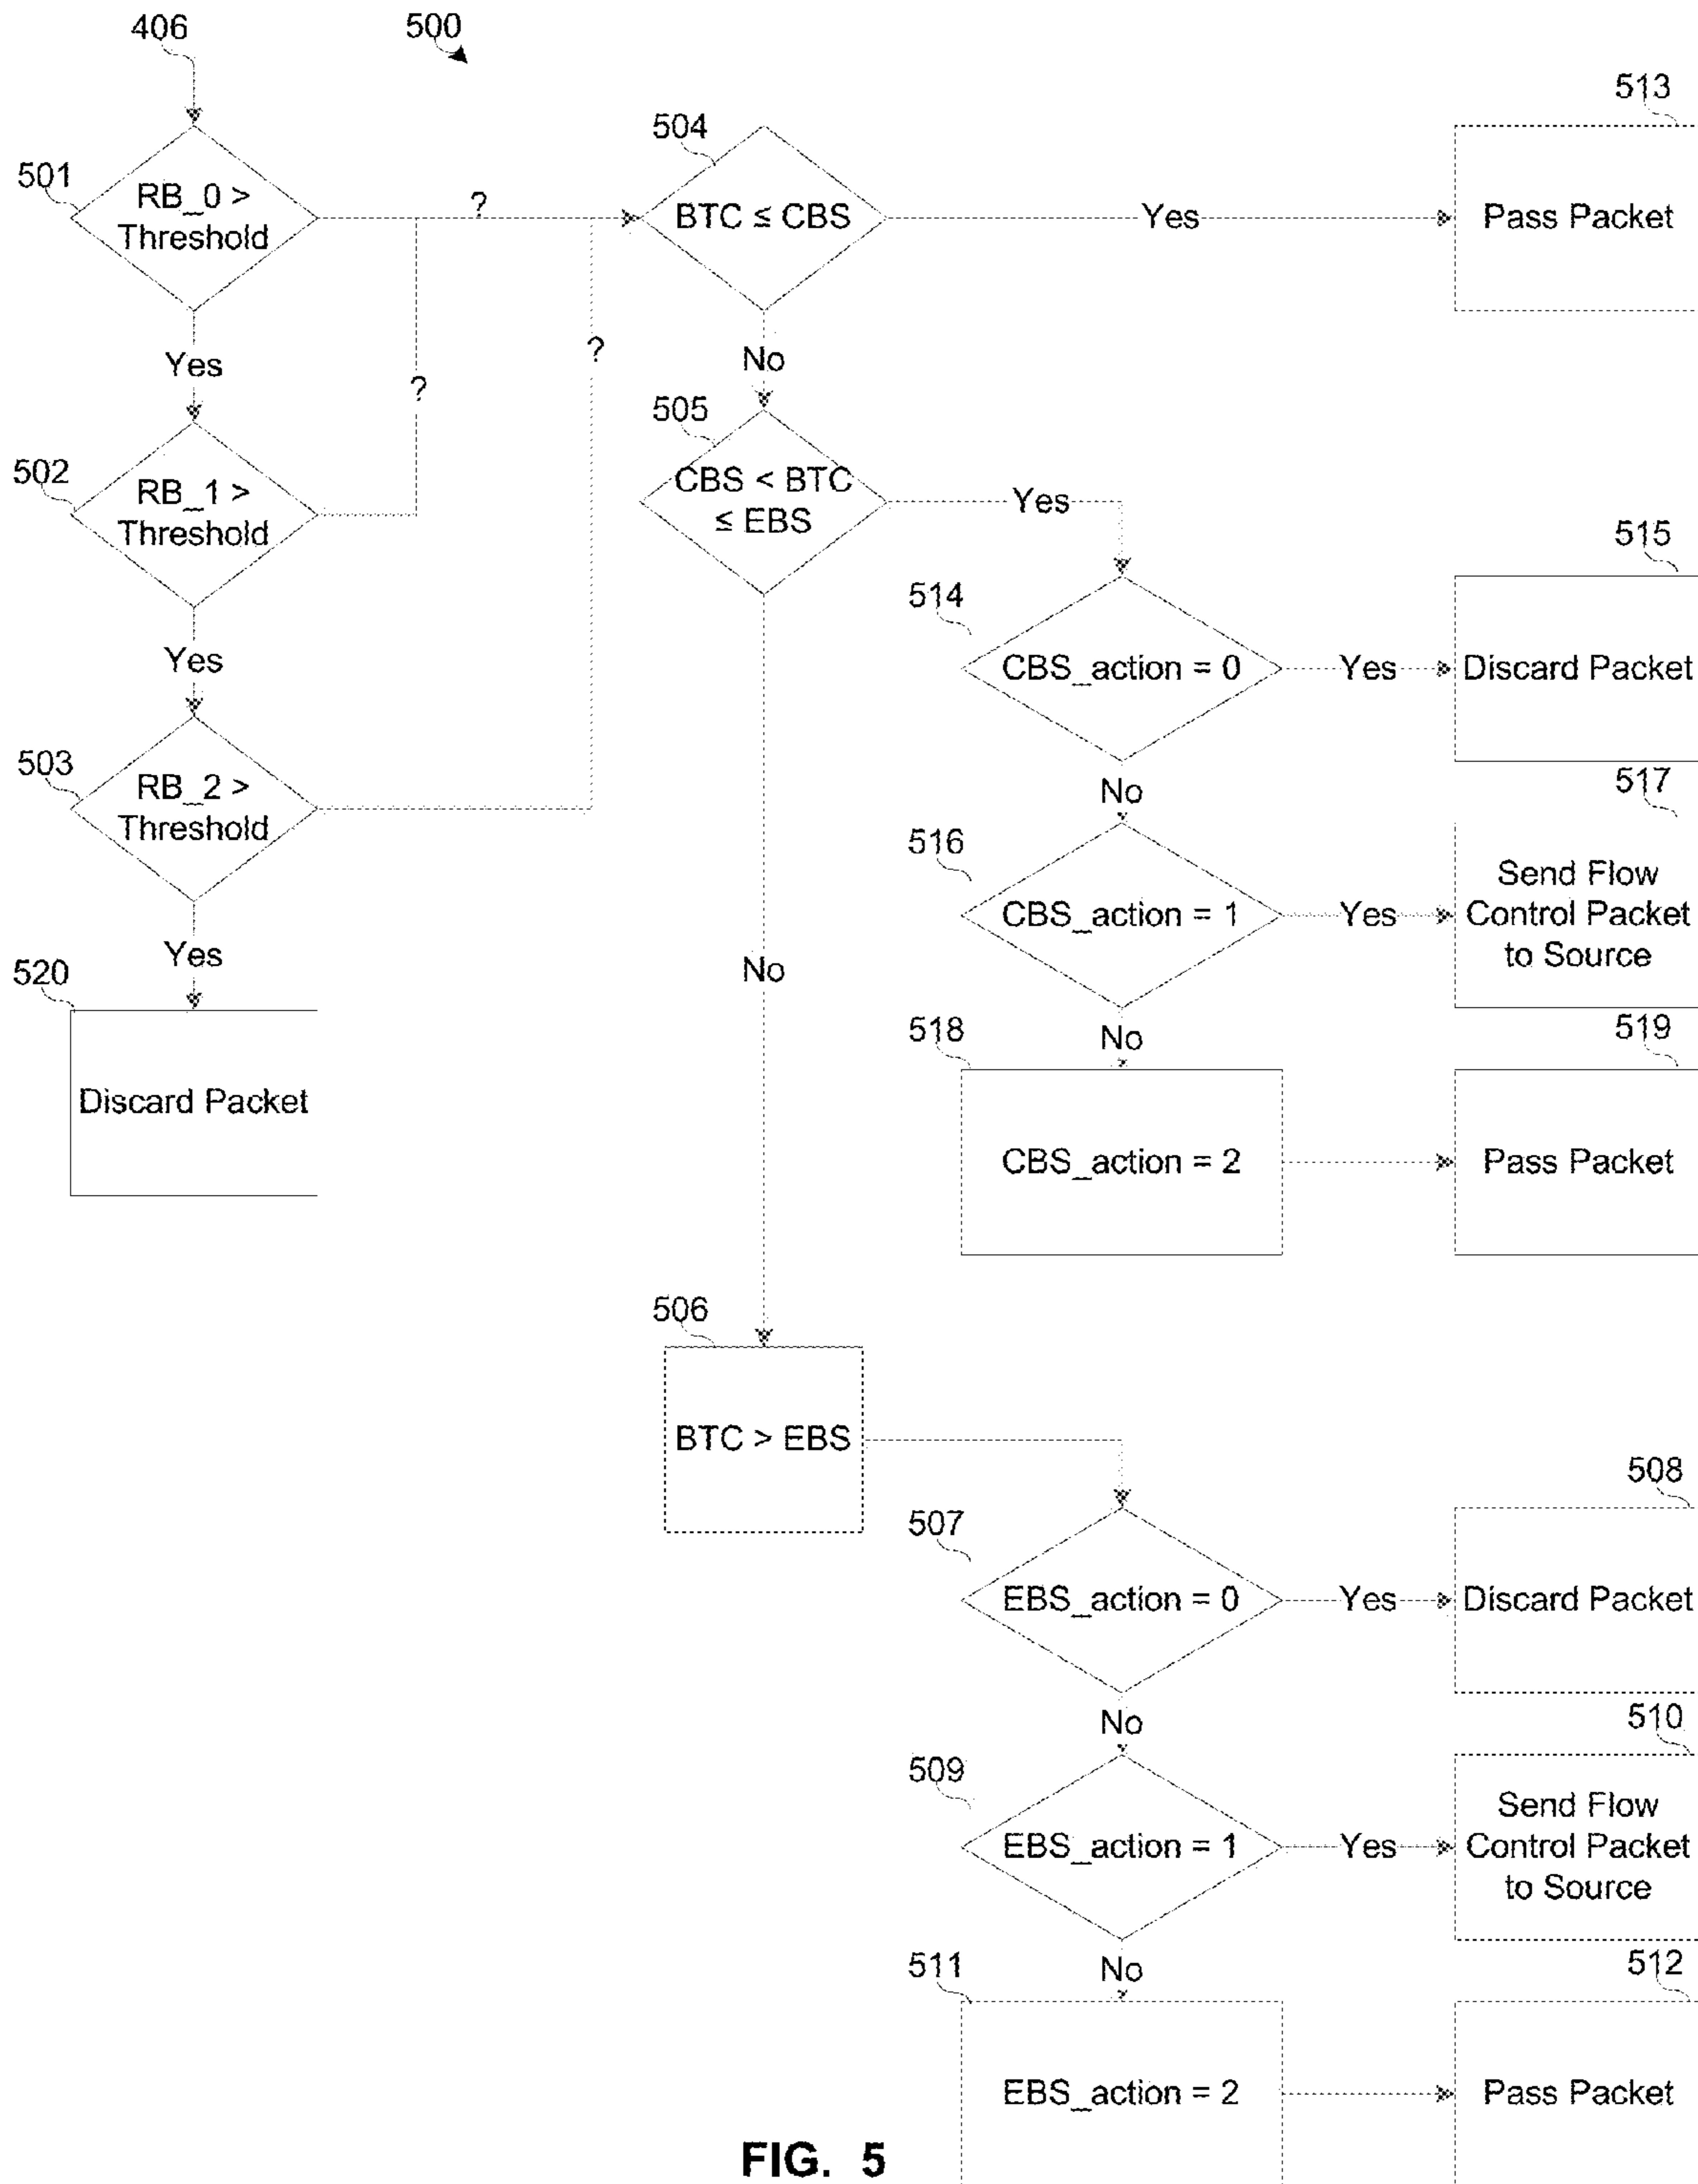 406
500
501
RB_0 >
Threshold
?
504
BTC ≤ CBS
Yes
513
Pass Packet
Yes
?
?
No
502
RB_1 >
Threshold
505
CBS < BTC
≤ EBS
Yes
514
CBS_action = 0
Yes
515
Discard Packet
Yes
503
RB_2 >
Threshold
No
516
CBS_action = 1
Yes
517
Send Flow
Control Packet
to Source
Yes
520
Discard Packet
No
No
518
CBS_action = 2
519
Pass Packet
506
BTC > EBS
507
EBS_action = 0
Yes
508
Discard Packet
No
509
EBS_action = 1
Yes
510
Send Flow
Control Packet
to Source
No
511
EBS_action = 2
512
Pass Packet
FIG. 5